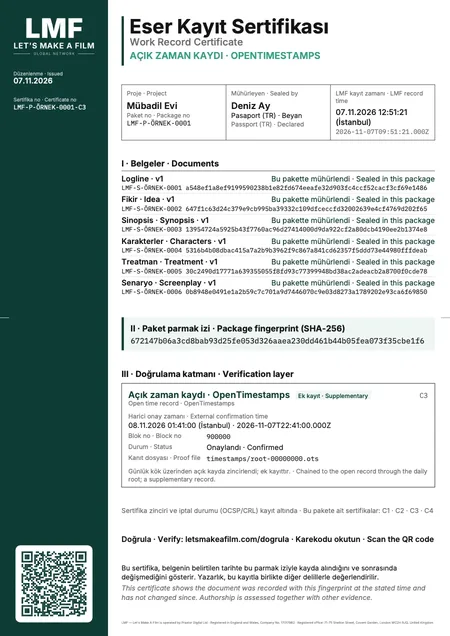 LMF
LET'S MAKE A FILM
GLOBAL NETWORK
Düzenlenme · Issued
07.11.2026
Sertifika no · Certificate no
LMF-P-ÖRNEK-0001-C3
Eser Kayıt Sertifikası
Work Record Certificate
AÇIK ZAMAN KAYDI · OPENTIMESTAMPS
Proje · Project
Mübadil Evi
Paket no · Package no
LMF-P-ÖRNEK-0001
Mühürleyen · Sealed by
Deniz Ay
Pasaport (TR) · Beyan
Passport (TR) · Declared
LMF kayıt zamanı · LMF record time
07.11.2026 12:51:21
(İstanbul)
2026-11-07T09:51:21.000Z
I · Belgeler · Documents
Logline · v1 Bu pakette mühürlendi · Sealed in this package
LMF-S-ÖRNEK-0001
Fikir · Idea · v1 Bu pakette mühürlendi · Sealed in this package
LMF-S-ÖRNEK-0002
Sinopsis · Synopsis · v1 Bu pakette mühürlendi · Sealed in this package
LMF-S-ÖRNEK-0003
Karakterler · Characters · v1 Bu pakette mühürlendi · Sealed in this package
LMF-S-ÖRNEK-0004
Treatman · Treatment · v1 Bu pakette mühürlendi · Sealed in this package
LMF-S-ÖRNEK-0005
Senaryo · Screenplay · v1 Bu pakette mühürlendi · Sealed in this package
LMF-S-ÖRNEK-0006
II · Paket parmak izi · Package fingerprint (SHA-256)
672147b06a3cd8bab93d25fe053d326aaea230dd461b44b05fea073f35cbe1f6
III · Doğrulama katmanı · Verification layer
Açık zaman kaydı · OpenTimestamps Ek kayıt · Supplementary C3
Open time record · OpenTimestamps
Harici onay zamanı · External confirmation time
08.11.2026 01:41:00 (İstanbul) · 2026-11-07T22:41:00.000Z
Blok no · Block no 900000
Durum · Status Onaylandı · Confirmed
Kanıt dosyası · Proof file timestamps/root-00000000.ots
Günlük kök üzerinden açık kayda zincirlendi; ek kayıttır. · Chained to the open record through the daily
root; a supplementary record.
Sertifika zinciri ve iptal durumu (OCSP/CRL) kayıt altında · Bu pakete ait sertifikalar: C1 · C2 · C3 · C4
Doğrula · Verify: letsmakeafilm.com/dogrula · Karekodu okutun · Scan the QR code
Bu sertifika, belgenin belirtilen tarihte bu parmak iziyle kayda alındığını ve sonrasında
değişmediğini gösterir. Yazarlık, bu kayıtla birlikte diğer delillerle değerlendirilir.
This certificate shows the document was recorded with this fingerprint at the stated time and
has not changed since. Authorship is assessed together with other evidence.